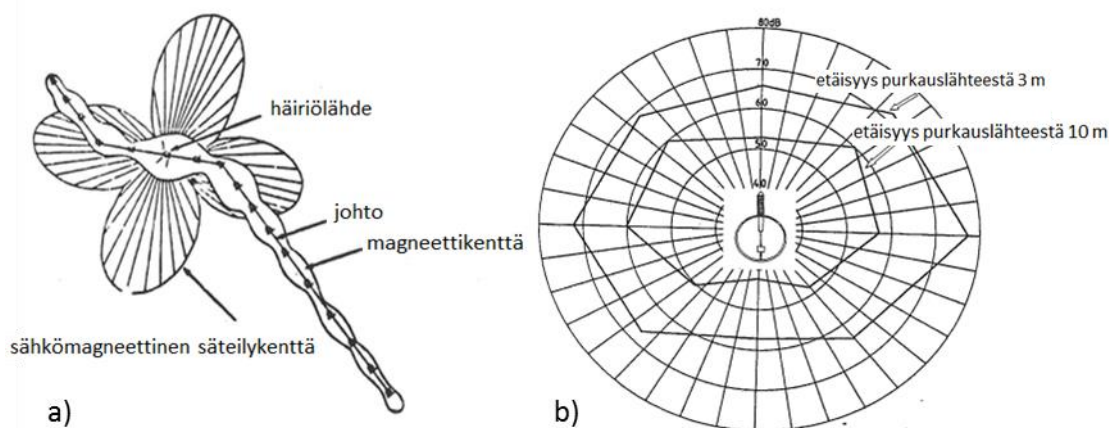 häiriölähde
johto
magneettikenttä
sähkömagneettinen säteilykenttä
a)
80dB
70
60
50
40
etäisyys purkauslähteestä 3 m
etäisyys purkauslähteestä 10 m
b)